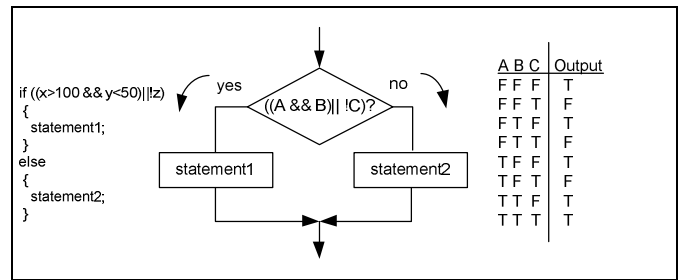 if ((x>100 && y<50)||!z)
{
statement1;
}
else
{
statement2;
}
yes
no
((A && B)|| !C)?
statement1
statement2
A B C Output
F F F T
F F T F
F T F T
F T T F
T F F T
T F T F
T T F T
T T T T